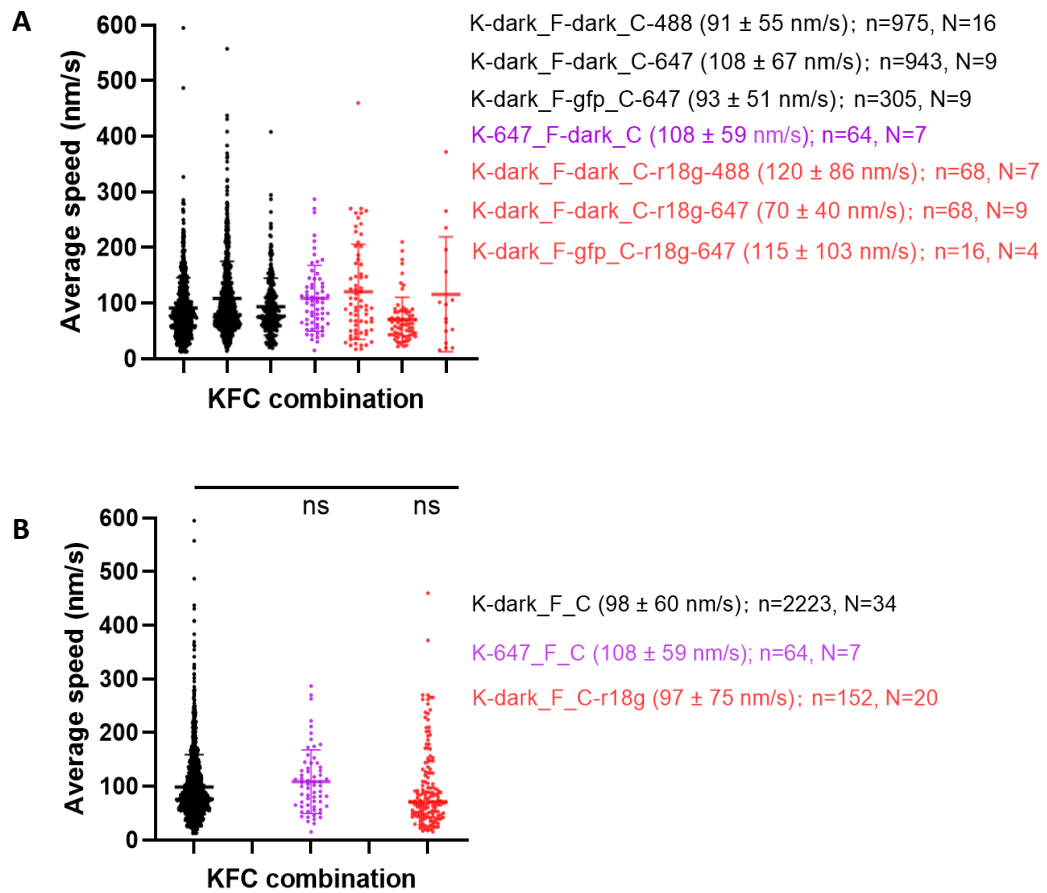 A
600
500
400
300
200
100
0
Average speed (nm/s)
KFC combination
K-dark_F-dark_C-488 (91 ± 55 nm/s); n=975, N=16
K-dark_F-dark_C-647 (108 ± 67 nm/s); n=943, N=9
K-dark_F-gfp_C-647 (93 ± 51 nm/s); n=305, N=9
K-647_F-dark_C (108 ± 59 nm/s); n=64, N=7
K-dark_F-dark_C-r18g-488 (120 ± 86 nm/s); n=68, N=7
K-dark_F-dark_C-r18g-647 (70 ± 40 nm/s); n=68, N=9
K-dark_F-gfp_C-r18g-647 (115 ± 103 nm/s); n=16, N=4
B
ns
ns
600
500
400
300
200
100
0
Average speed (nm/s)
KFC combination
K-dark_F_C (98 ± 60 nm/s); n=2223, N=34
K-647_F_C (108 ± 59 nm/s); n=64, N=7
K-dark_F_C-r18g (97 ± 75 nm/s); n=152, N=20